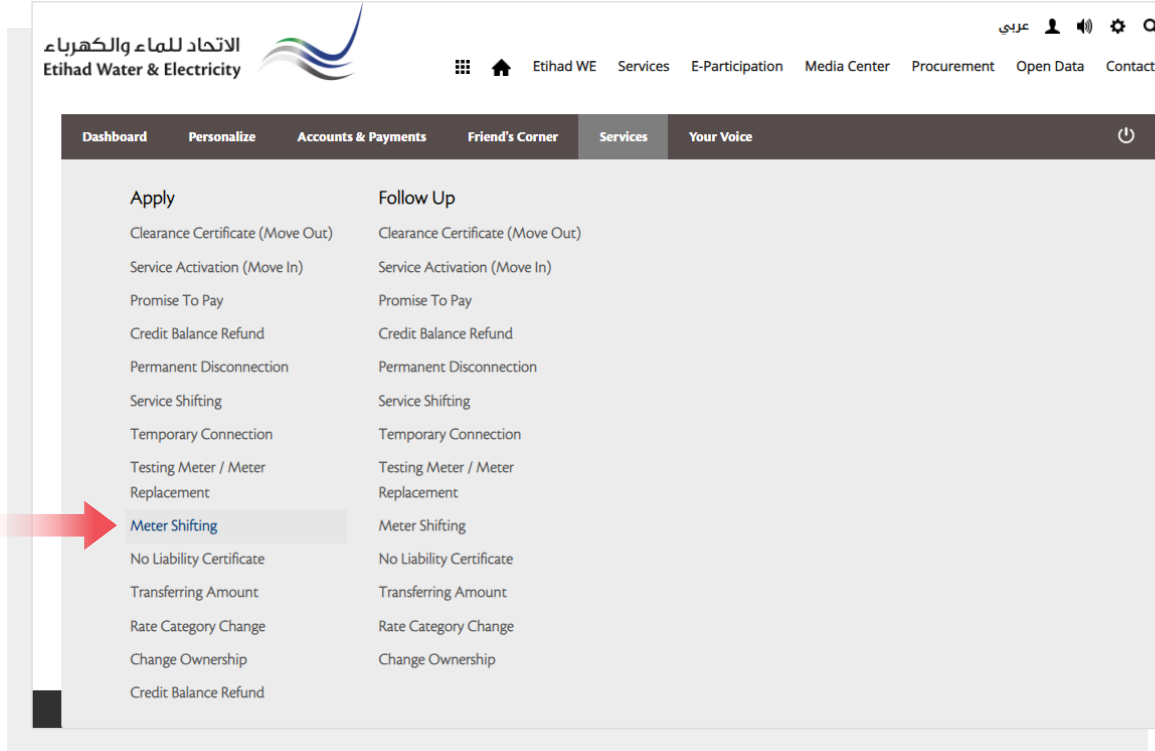 عربي
الاتحاد للماء والكهرباء
Etihad Water & Electricity
Etihad WE Services E-Participation Media Center Procurement Open Data Contact
Dashboard Personalize Accounts & Payments Friend's Corner Services Your Voice
Apply
Clearance Certificate (Move Out)
Service Activation (Move In)
Promise To Pay
Credit Balance Refund
Permanent Disconnection
Service Shifting
Temporary Connection
Testing Meter / Meter
Replacement
Meter Shifting
No Liability Certificate
Transferring Amount
Rate Category Change
Change Ownership
Credit Balance Refund
Follow Up
Clearance Certificate (Move Out)
Service Activation (Move In)
Promise To Pay
Credit Balance Refund
Permanent Disconnection
Service Shifting
Temporary Connection
Testing Meter / Meter
Replacement
Meter Shifting
No Liability Certificate
Transferring Amount
Rate Category Change
Change Ownership